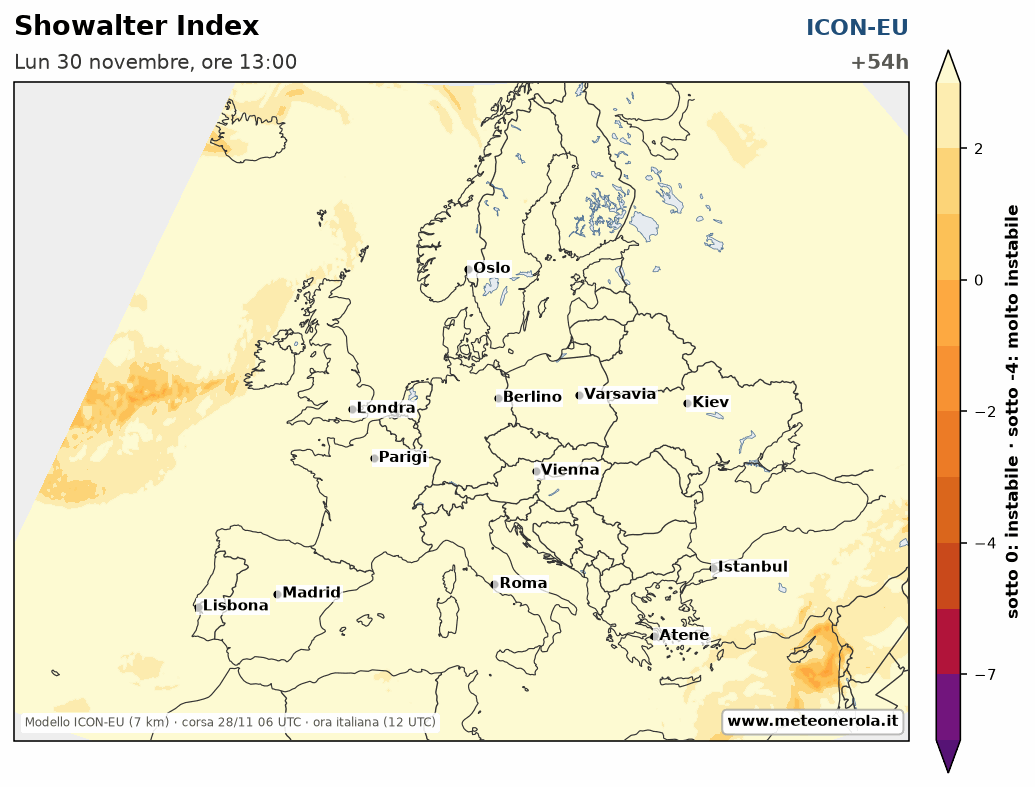 Showalter Index
ICON-EU
Lun 30 novembre, ore 13:00
+54h
Oslo
Berlino
Varsavia
Kiev
Londra
Parigi
Vienna
Istanbul
Roma
Madrid
Lisbona
Atene
Modello ICON-EU (7 km) · corsa 28/11 06 UTC · ora italiana (12 UTC)
www.meteonerola.it
2
0
−2
−4
−7
sotto 0: instabile · sotto -4: molto instabile